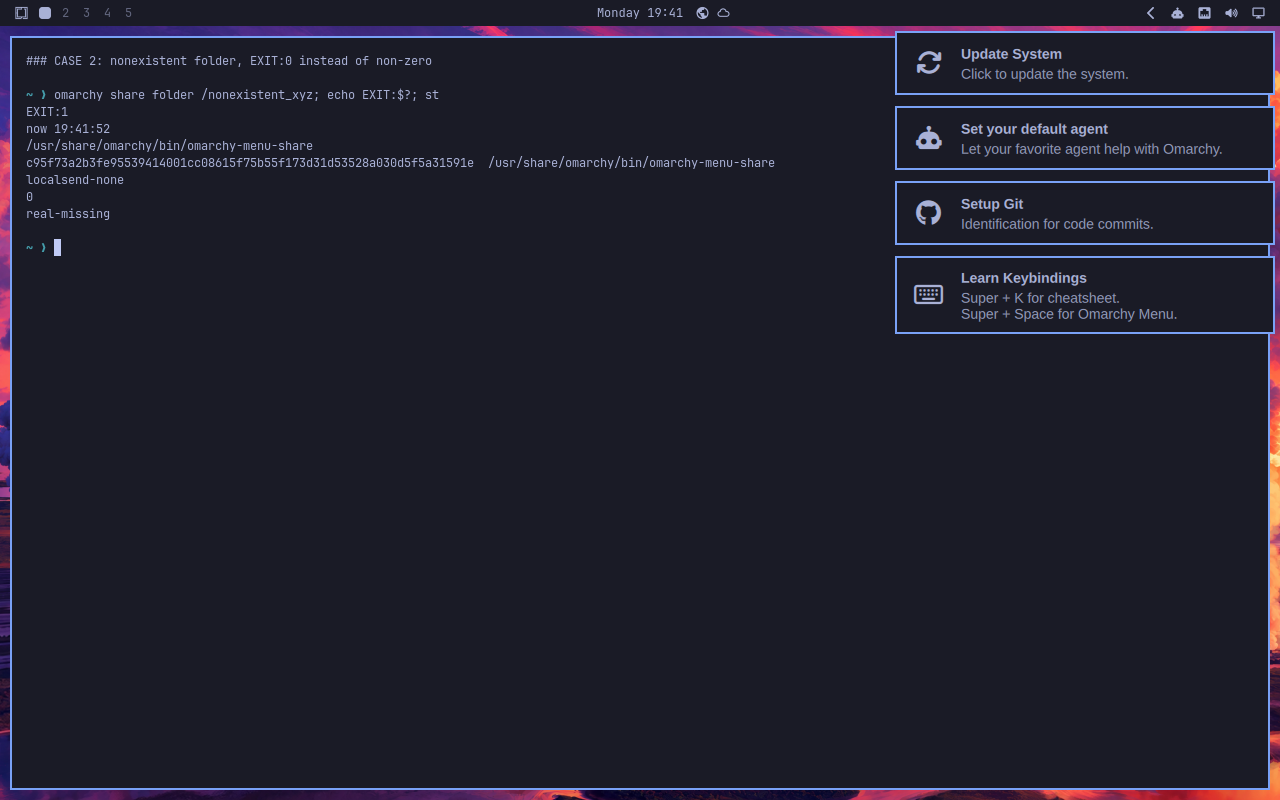 2 3 4 5
Monday 19:41
### CASE 2: nonexistent folder, EXIT:0 instead of non-zero
~ ❯ omarchy share folder /nonexistent_xyz; echo EXIT:$?; st
EXIT:1
now 19:41:52
/usr/share/omarchy/bin/omarchy-menu-share
c95f73a2b3fe95539414001cc08615f75b55f173d31d53528a030d5f5a31591e  /usr/share/omarchy/bin/omarchy-menu-share
localsend-none
0
real-missing
~ ❯
Update System
Click to update the system.
Set your default agent
Let your favorite agent help with Omarchy.
Setup Git
Identification for code commits.
Learn Keybindings
Super + K for cheatsheet.
Super + Space for Omarchy Menu.